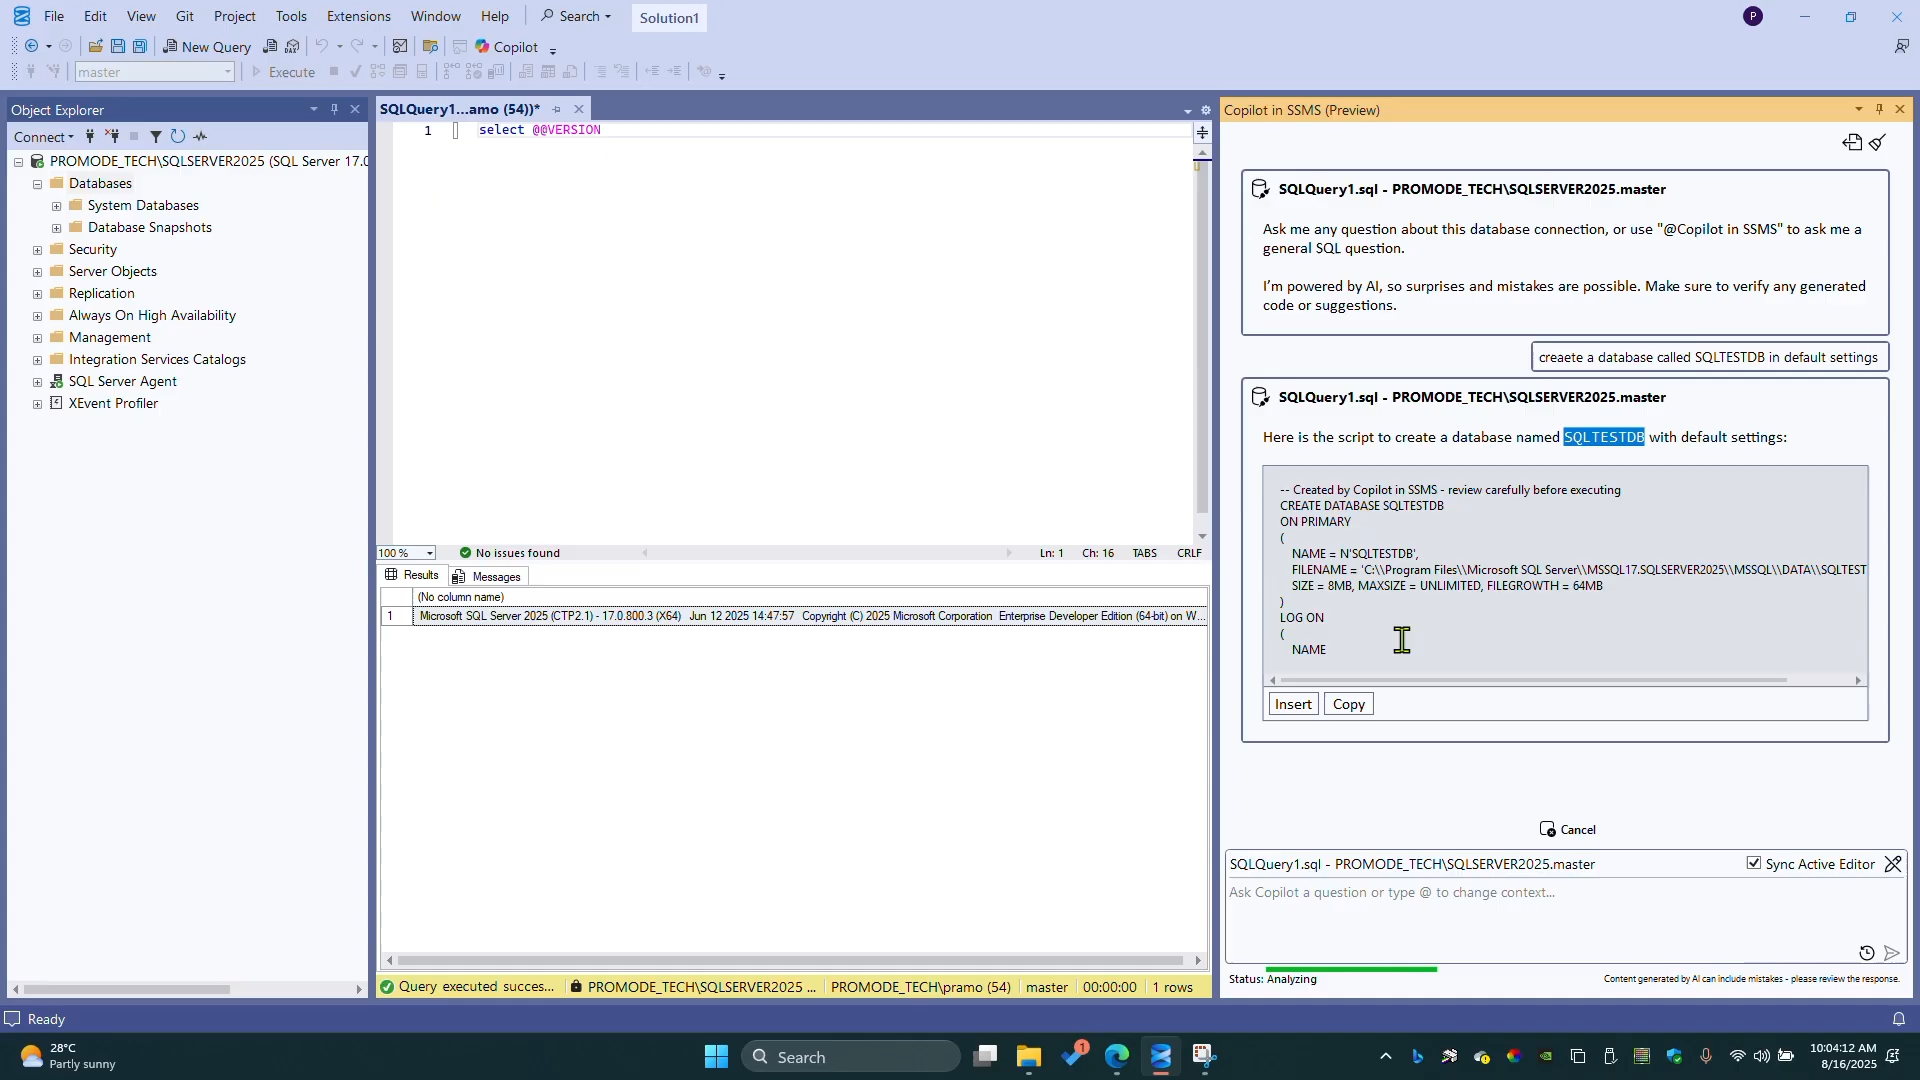 File Edit View Git Project Tools Extensions Window Help Search Solution1 P
New Query DAX Copilot
master Execute
Object Explorer
Connect
PROMODE_TECH\SQLSERVER2025 (SQL Server 17.0
Databases
System Databases
Database Snapshots
Security
Server Objects
Replication
Always On High Availability
Management
Integration Services Catalogs
SQL Server Agent
XEvent Profiler
SQLQuery1...amo (54))*
1 select @@VERSION
100 % No issues found Ln: 1 Ch: 16 TABS CRLF
Results Messages
(No column name)
1 Microsoft SQL Server 2025 (CTP2.1) - 17.0.800.3 (X64) Jun 12 2025 14:47:57 Copyright (C) 2025 Microsoft Corporation Enterprise Developer Edition (64-bit) on W...
Query executed succes... PROMODE_TECH\SQLSERVER2025 ... PROMODE_TECH\pramo (54) master 00:00:00 1 rows
Copilot in SSMS (Preview)
SQLQuery1.sql - PROMODE_TECH\SQLSERVER2025.master
Ask me any question about this database connection, or use "@Copilot in SSMS" to ask me a
general SQL question.
I'm powered by AI, so surprises and mistakes are possible. Make sure to verify any generated
code or suggestions.
creaete a database called SQLTESTDB in default settings
SQLQuery1.sql - PROMODE_TECH\SQLSERVER2025.master
Here is the script to create a database named SQLTESTDB with default settings:
-- Created by Copilot in SSMS - review carefully before executing
CREATE DATABASE SQLTESTDB
ON PRIMARY
(
NAME = N'SQLTESTDB',
FILENAME = 'C:\\Program Files\\Microsoft SQL Server\\MSSQL17.SQLSERVER2025\\MSSQL\\DATA\\SQLTEST
SIZE = 8MB, MAXSIZE = UNLIMITED, FILEGROWTH = 64MB
)
LOG ON
(
NAME
Insert Copy
Cancel
SQLQuery1.sql - PROMODE_TECH\SQLSERVER2025.master Sync Active Editor
Ask Copilot a question or type @ to change context...
Status: Analyzing Content generated by AI can include mistakes - please review the response.
Ready
28°C
Partly sunny
Search
1
10:04:12 AM
8/16/2025